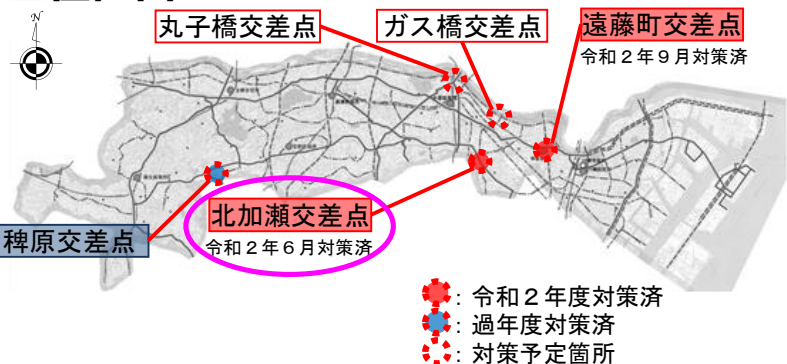 N
丸子橋交差点
ガス橋交差点
遠藤町交差点
令和２年９月対策済
稗原交差点
北加瀬交差点
令和２年６月対策済
：令和２年度対策済
：過年度対策済
：対策予定箇所